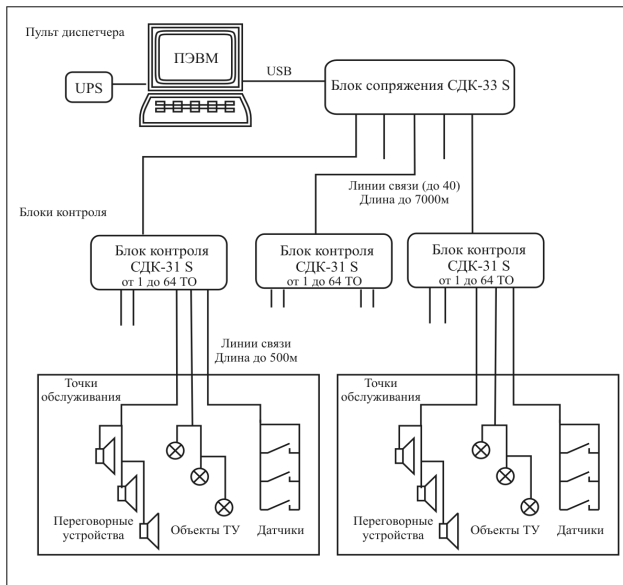 Пульт диспетчера
ПЭВМ
UPS
USB
Блок сопряжения СДК-33 S
Линии связи (до 40)
Длина до 7000м
Блоки контроля
Блок контроля
СДК-31 S
от 1 до 64 ТО
Блок контроля
СДК-31 S
от 1 до 64 ТО
Блок контроля
СДК-31 S
от 1 до 64 ТО
Линии связи
Длина до 500м
Точки
обслуживания
Переговорные
устройства
Объекты ТУ
Датчики
Точки
обслуживания
Переговорные
устройства
Объекты ТУ
Датчики